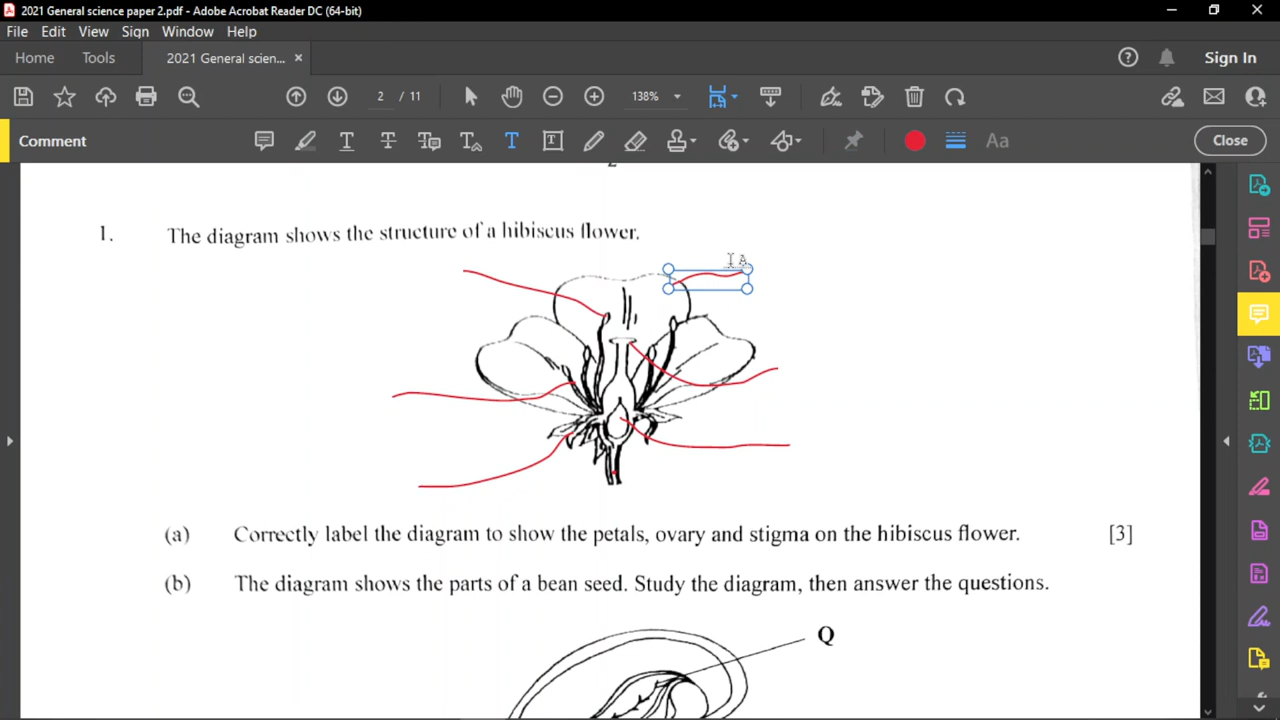 2021 General science paper 2.pdf - Adobe Acrobat Reader DC (64-bit)
File Edit View Sign Window Help
Home Tools 2021 General scien... × Sign In
2 / 11 138%
Comment Close
1. The diagram shows the structure of a hibiscus flower.
A
(a) Correctly label the diagram to show the petals, ovary and stigma on the hibiscus flower. [3]
(b) The diagram shows the parts of a bean seed. Study the diagram, then answer the questions.
Q